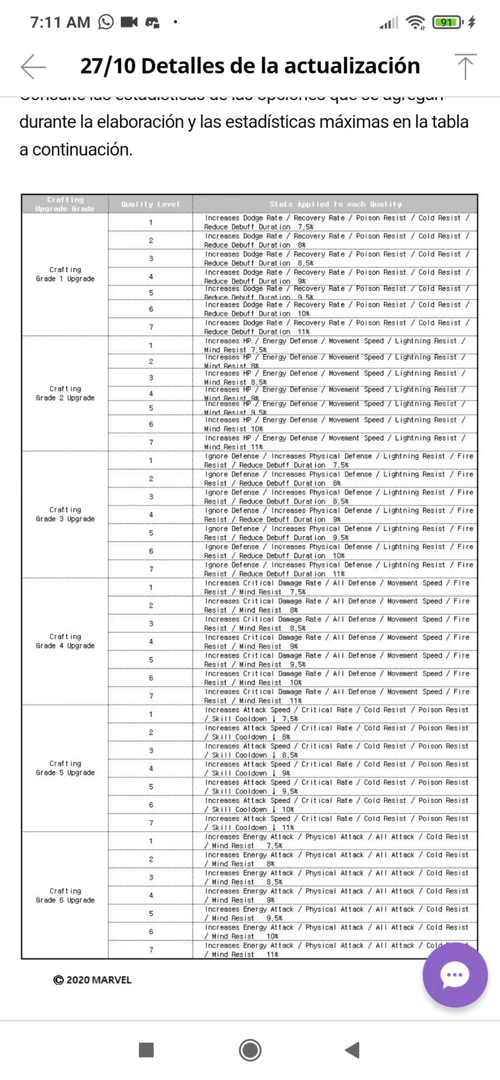 7:11 AM
91
27/10 Detalles de la actualización
Consulte las estadísticas de las opciones que se agregan
durante la elaboración y las estadísticas máximas en la tabla
a continuación.
Crafting
Upgrade Grade
Quality Level
Stats Applied to each Quality
Crafting
Grade 1 Upgrade
1
Increases Dodge Rate / Recovery Rate / Poison Resist / Cold Resist /
Reduce Debuff Duration 7,5%
2
Increases Dodge Rate / Recovery Rate / Poison Resist / Cold Resist /
Reduce Debuff Duration 8%
3
Increases Dodge Rate / Recovery Rate / Poison Resist / Cold Resist /
Reduce Debuff Duration 8,5%
4
Increases Dodge Rate / Recovery Rate / Poison Resist / Cold Resist /
Reduce Debuff Duration 9%
5
Increases Dodge Rate / Recovery Rate / Poison Resist / Cold Resist /
Reduce Debuff Duration 9,5%
6
Increases Dodge Rate / Recovery Rate / Poison Resist / Cold Resist /
Reduce Debuff Duration 10%
7
Increases Dodge Rate / Recovery Rate / Poison Resist / Cold Resist /
Reduce Debuff Duration 11%
Crafting
Grade 2 Upgrade
1
Increases HP / Energy Defense / Movement Speed / Lightning Resist /
Mind Resist 7,5%
2
Increases HP / Energy Defense / Movement Speed / Lightning Resist /
Mind Resist 8%
3
Increases HP / Energy Defense / Movement Speed / Lightning Resist /
Mind Resist 8,5%
4
Increases HP / Energy Defense / Movement Speed / Lightning Resist /
Mind Resist 9%
5
Increases HP / Energy Defense / Movement Speed / Lightning Resist /
Mind Resist 9,5%
6
Increases HP / Energy Defense / Movement Speed / Lightning Resist /
Mind Resist 10%
7
Increases HP / Energy Defense / Movement Speed / Lightning Resist /
Mind Resist 11%
Crafting
Grade 3 Upgrade
1
Ignore Defense / Increases Physical Defense / Lightning Resist / Fire
Resist / Reduce Debuff Duration 7,5%
2
Ignore Defense / Increases Physical Defense / Lightning Resist / Fire
Resist / Reduce Debuff Duration 8%
3
Ignore Defense / Increases Physical Defense / Lightning Resist / Fire
Resist / Reduce Debuff Duration 8,5%
4
Ignore Defense / Increases Physical Defense / Lightning Resist / Fire
Resist / Reduce Debuff Duration 9%
5
Ignore Defense / Increases Physical Defense / Lightning Resist / Fire
Resist / Reduce Debuff Duration 9,5%
6
Ignore Defense / Increases Physical Defense / Lightning Resist / Fire
Resist / Reduce Debuff Duration 10%
7
Ignore Defense / Increases Physical Defense / Lightning Resist / Fire
Resist / Reduce Debuff Duration 11%
Crafting
Grade 4 Upgrade
1
Increases Critical Damage Rate / All Defense / Movement Speed / Fire
Resist / Mind Resist 7,5%
2
Increases Critical Damage Rate / All Defense / Movement Speed / Fire
Resist / Mind Resist 8%
3
Increases Critical Damage Rate / All Defense / Movement Speed / Fire
Resist / Mind Resist 8,5%
4
Increases Critical Damage Rate / All Defense / Movement Speed / Fire
Resist / Mind Resist 9%
5
Increases Critical Damage Rate / All Defense / Movement Speed / Fire
Resist / Mind Resist 9,5%
6
Increases Critical Damage Rate / All Defense / Movement Speed / Fire
Resist / Mind Resist 10%
7
Increases Critical Damage Rate / All Defense / Movement Speed / Fire
Resist / Mind Resist 11%
Crafting
Grade 5 Upgrade
1
Increases Attack Speed / Critical Rate / Cold Resist / Poison Resist
/ Skill Cooldown ↓ 7,5%
2
Increases Attack Speed / Critical Rate / Cold Resist / Poison Resist
/ Skill Cooldown ↓ 8%
3
Increases Attack Speed / Critical Rate / Cold Resist / Poison Resist
/ Skill Cooldown ↓ 8,5%
4
Increases Attack Speed / Critical Rate / Cold Resist / Poison Resist
/ Skill Cooldown ↓ 9%
5
Increases Attack Speed / Critical Rate / Cold Resist / Poison Resist
/ Skill Cooldown ↓ 9,5%
6
Increases Attack Speed / Critical Rate / Cold Resist / Poison Resist
/ Skill Cooldown ↓ 10%
7
Increases Attack Speed / Critical Rate / Cold Resist / Poison Resist
/ Skill Cooldown ↓ 11%
Crafting
Grade 6 Upgrade
1
Increases Energy Attack / Physical Attack / All Attack / Cold Resist
/ Mind Resist 7,5%
2
Increases Energy Attack / Physical Attack / All Attack / Cold Resist
/ Mind Resist 8%
3
Increases Energy Attack / Physical Attack / All Attack / Cold Resist
/ Mind Resist 8,5%
4
Increases Energy Attack / Physical Attack / All Attack / Cold Resist
/ Mind Resist 9%
5
Increases Energy Attack / Physical Attack / All Attack / Cold Resist
/ Mind Resist 9,5%
6
Increases Energy Attack / Physical Attack / All Attack / Cold Resist
/ Mind Resist 10%
7
Increases Energy Attack / Physical Attack / All Attack / Cold
/ Mind Resist 11%
© 2020 MARVEL